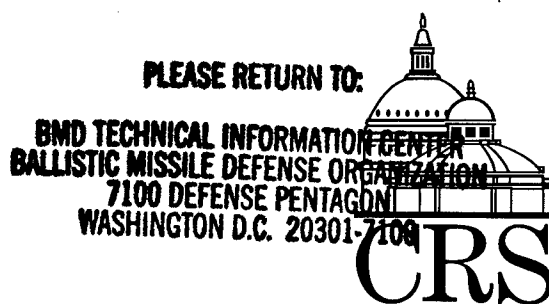 PLEASE RETURN TO:
BMD TECHNICAL INFORMATION CENTER
BALLISTIC MISSILE DEFENSE ORGANIZATION
7100 DEFENSE PENTAGON
WASHINGTON D.C. 20301-7100
CRS